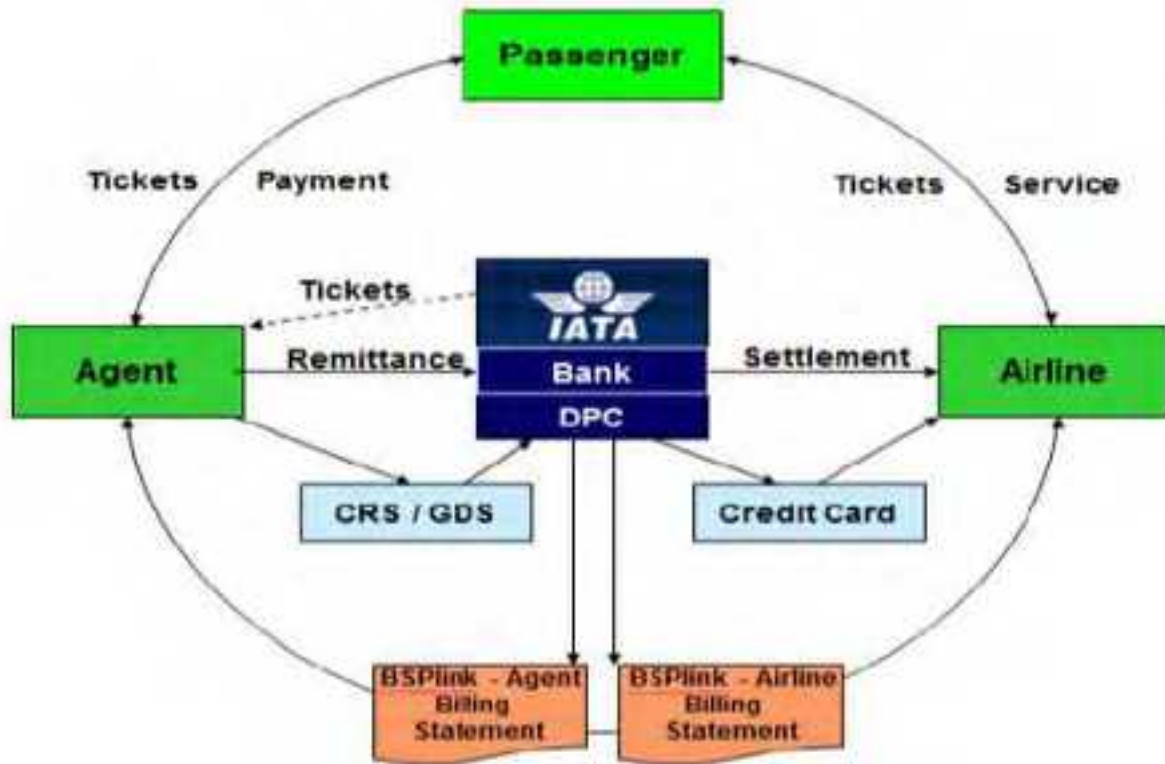 Passenger
Tickets Payment
Tickets Service
Tickets
IATA
Agent
Remittance
Bank
Settlement
Airline
DPC
CRS / GDS
Credit Card
BSPlink - Agent
Billing
Statement
BSPlink - Airline
Billing
Statement